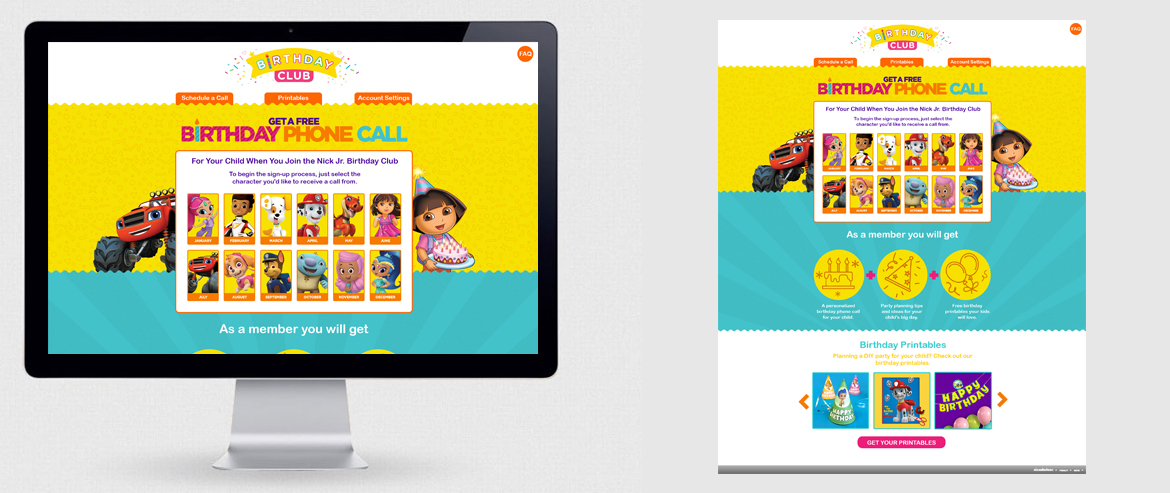 BIRTHDAY
CLUB
FAQ
Schedule a Call
Printables
Account Settings
GET A FREE
BIRTHDAY PHONE CALL
For Your Child When You Join the Nick Jr. Birthday Club
To begin the sign-up process, just select the
character you'd like to receive a call from.
JANUARY
FEBRUARY
MARCH
APRIL
MAY
JUNE
JULY
AUGUST
SEPTEMBER
OCTOBER
NOVEMBER
DECEMBER
As a member you will get
BIRTHDAY
CLUB
FAQ
Schedule a Call
Printables
Account Settings
GET A FREE
BIRTHDAY PHONE CALL
For Your Child When You Join the Nick Jr. Birthday Club
To begin the sign-up process, just select the
character you'd like to receive a call from.
JANUARY
FEBRUARY
MARCH
APRIL
MAY
JUNE
JULY
AUGUST
SEPTEMBER
OCTOBER
NOVEMBER
DECEMBER
As a member you will get
A personalized
birthday phone call
for your child
Party planning tips
and ideas for your
child's big day.
Free birthday
printables your kids
will love.
Birthday Printables
Planning a DIY party for your child? Check out our
birthday printables.
HAPPY
BIRTHDAY
HAPPY
BIRTHDAY
GET YOUR PRINTABLES